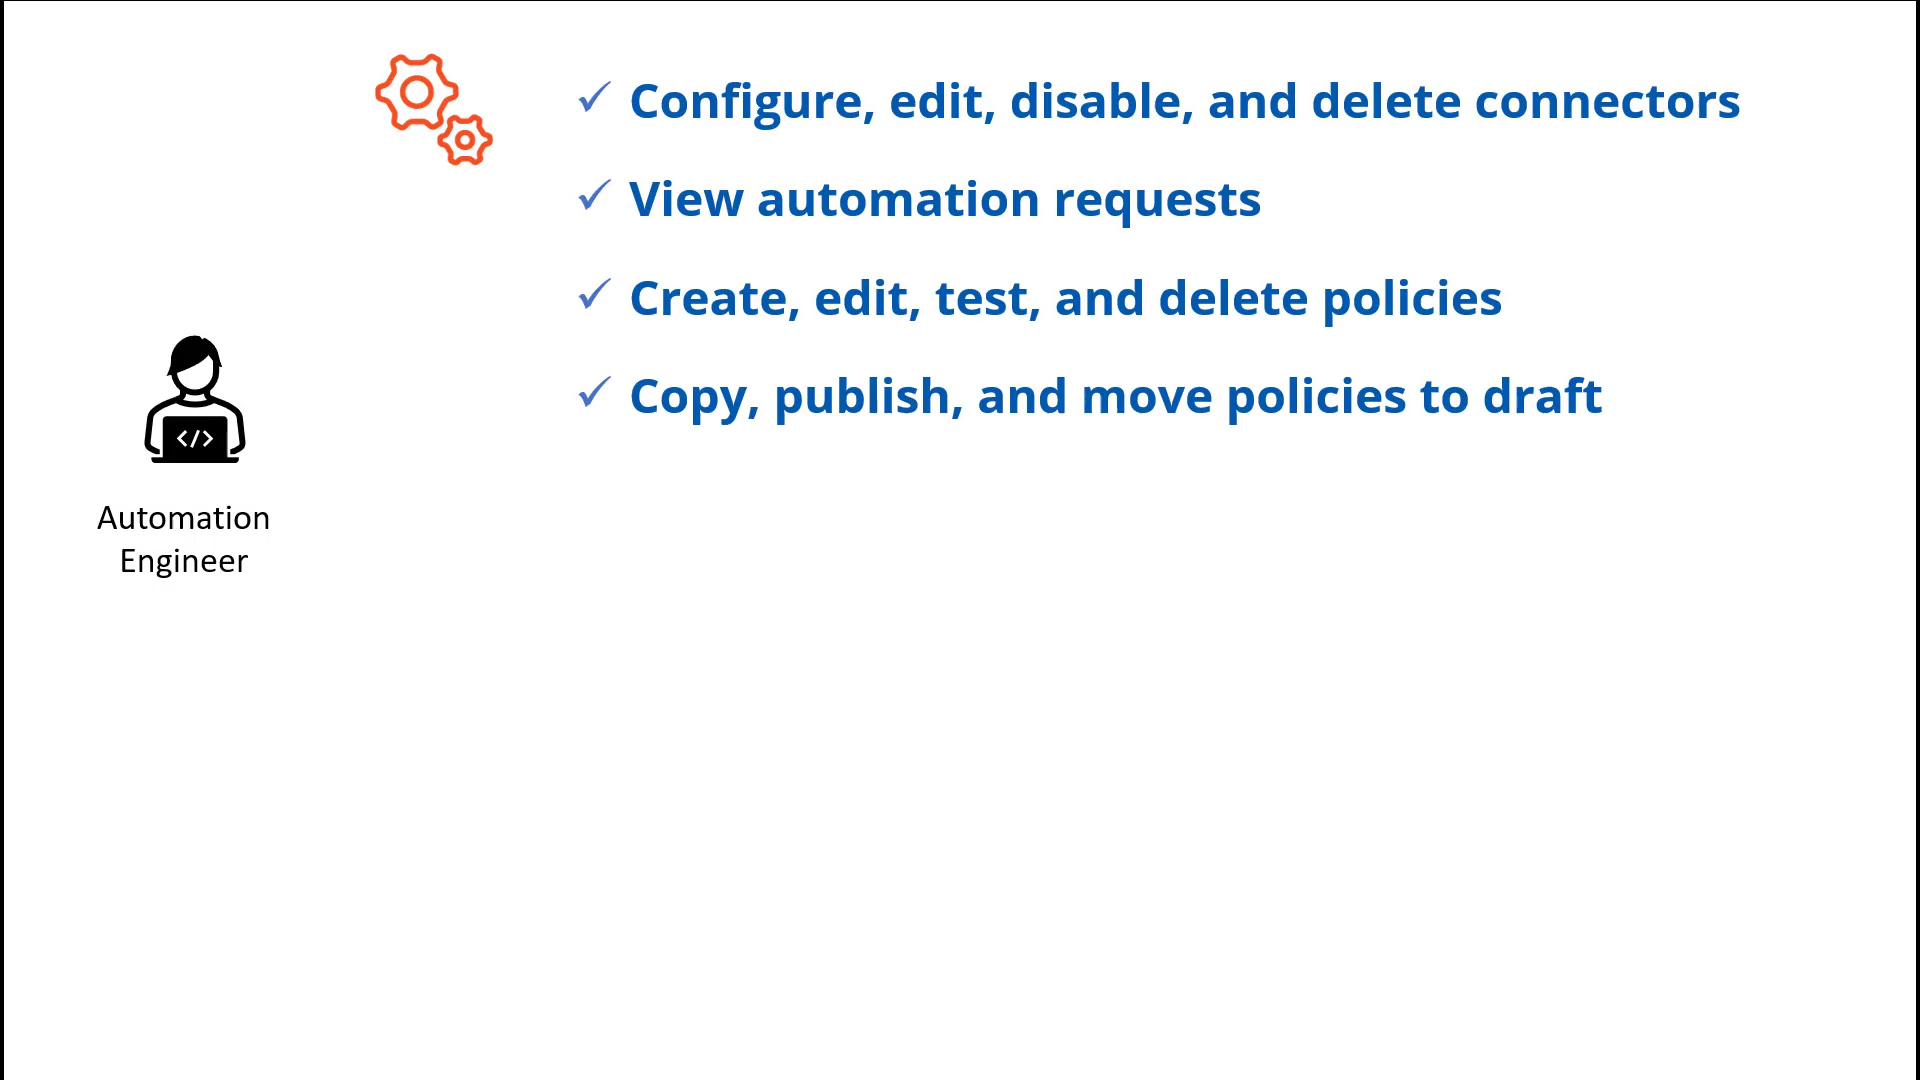 ✓ Configure, edit, disable, and delete connectors
✓ View automation requests
✓ Create, edit, test, and delete policies
✓ Copy, publish, and move policies to draft
</>
Automation
Engineer